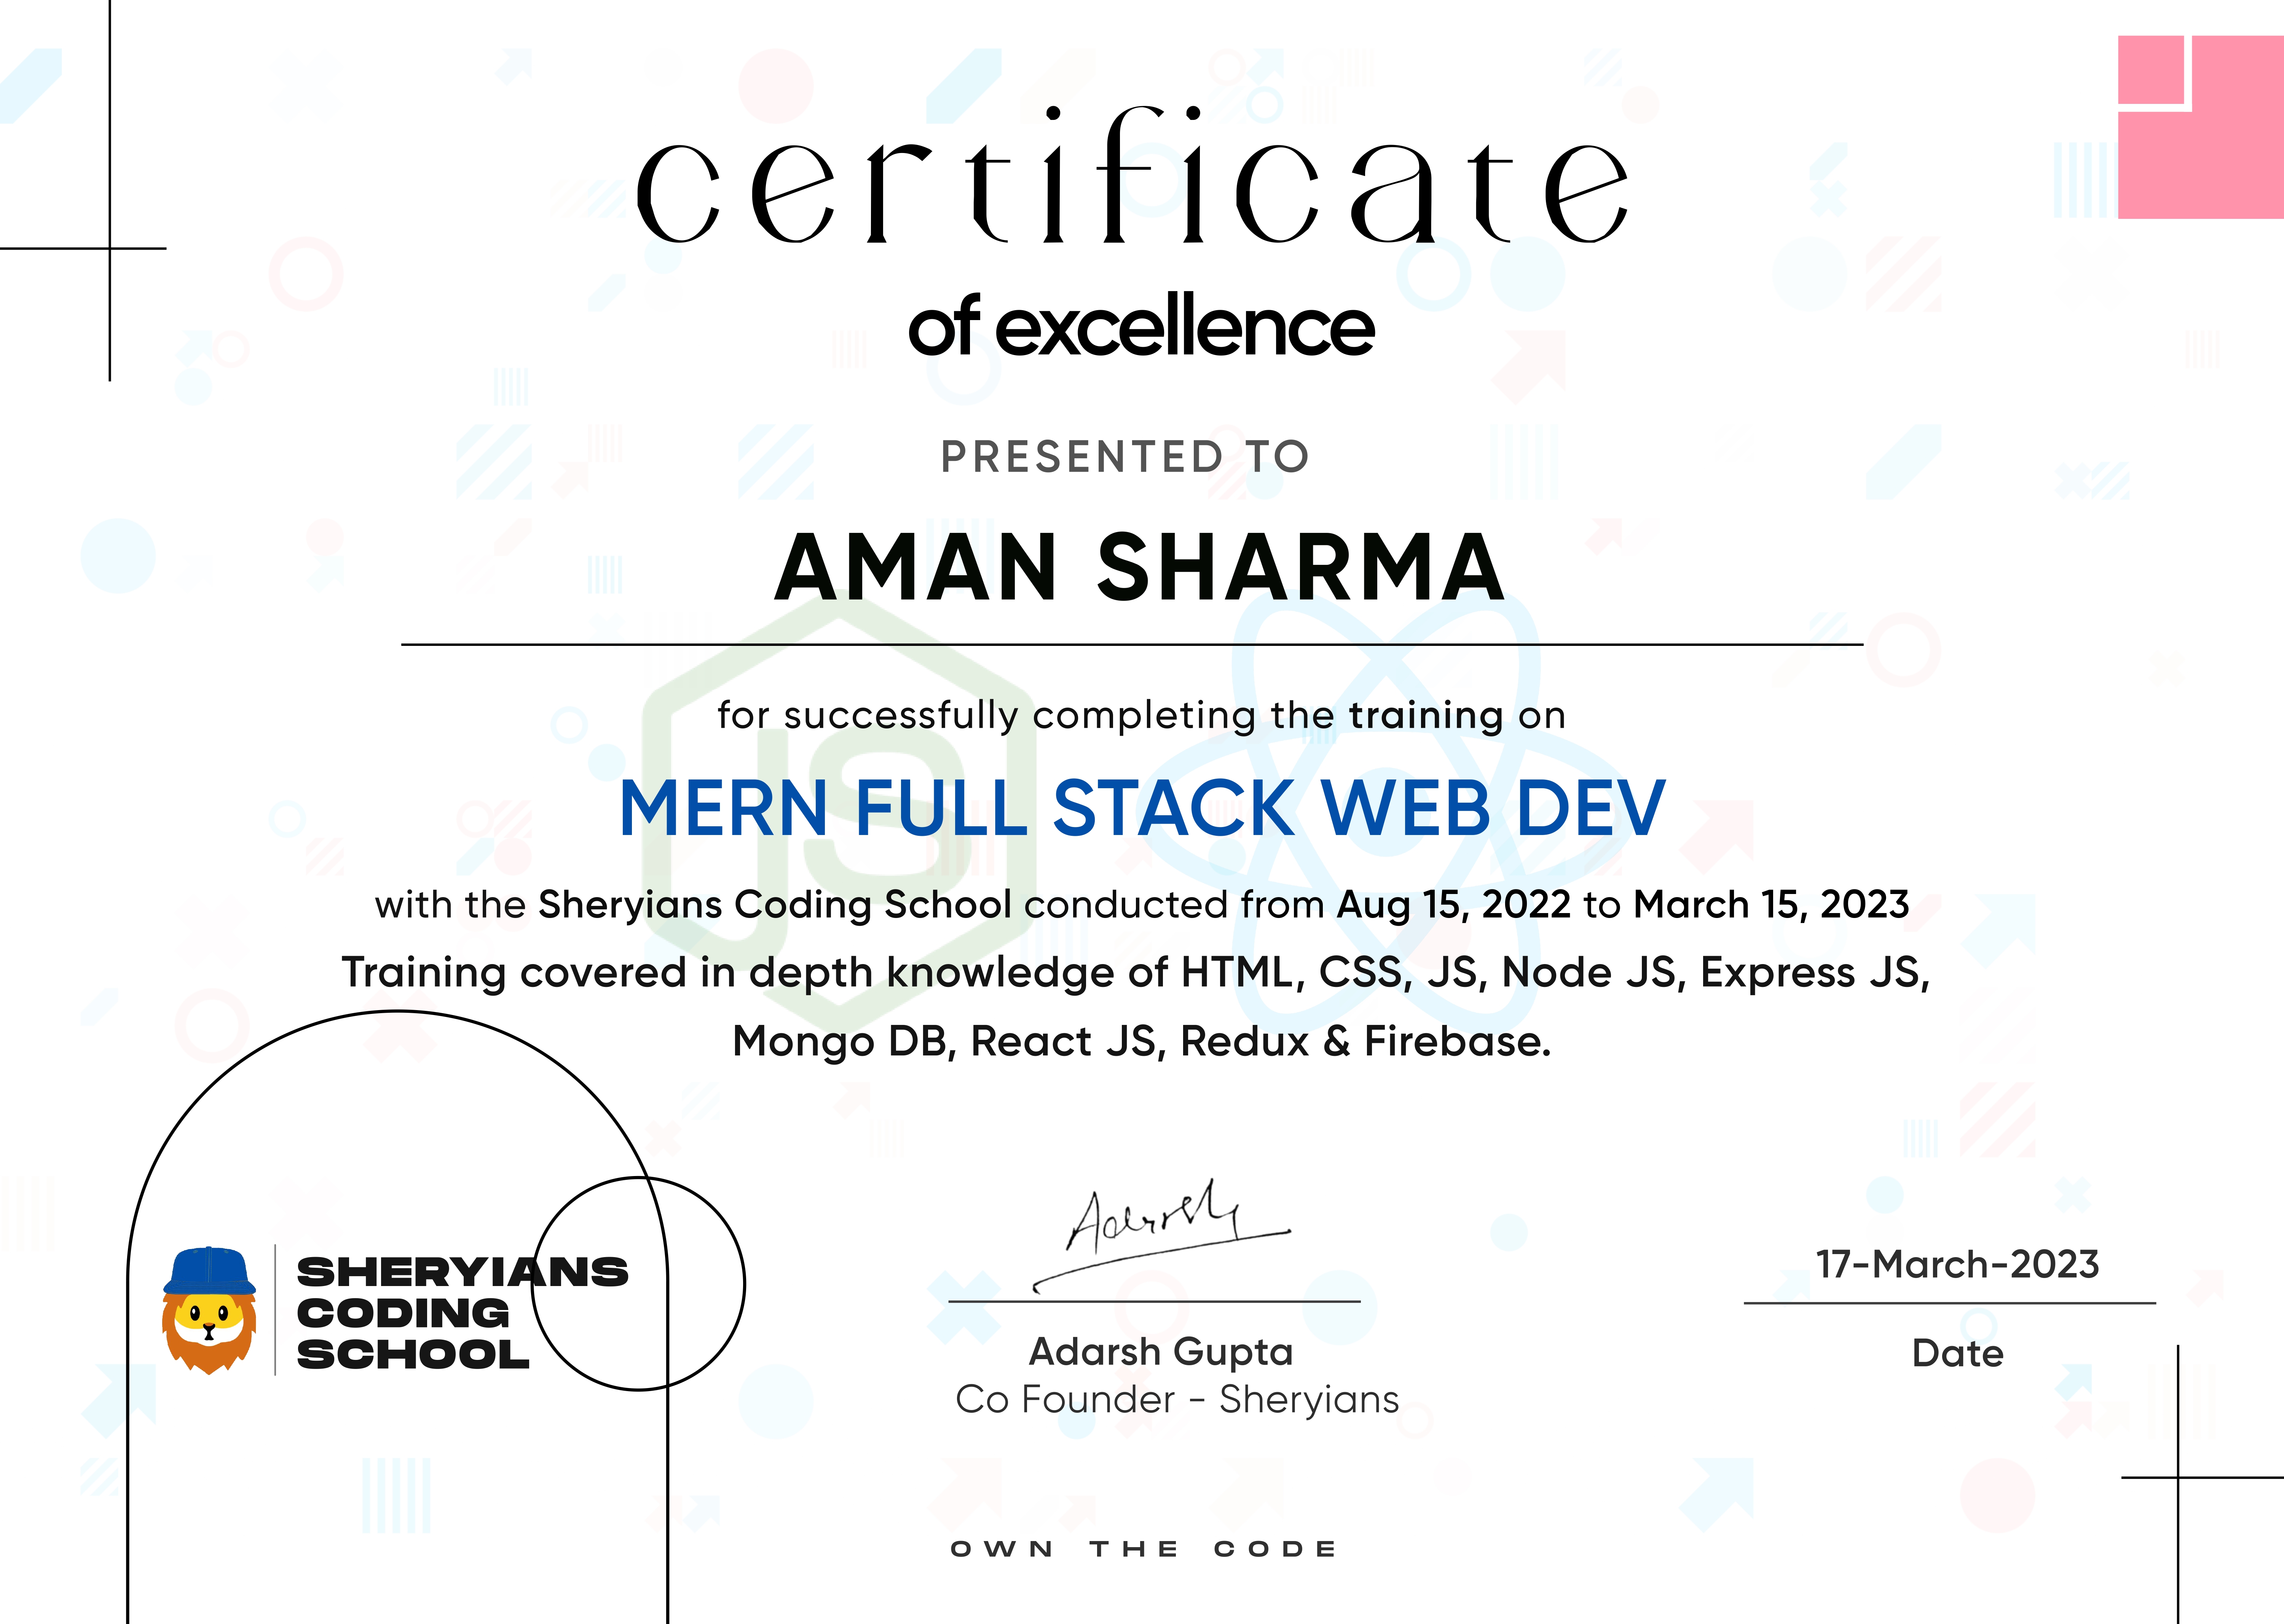 certificate
of excellence
PRESENTED TO
AMAN SHARMA
for successfully completing the training on
MERN FULL STACK WEB DEV
with the Sheryians Coding School conducted from Aug 15, 2022 to March 15, 2023
Training covered in depth knowledge of HTML, CSS, JS, Node JS, Express JS,
Mongo DB, React JS, Redux & Firebase.
JS
SHERYIANS
CODING
SCHOOL
Adarsh
Adarsh Gupta
Co Founder - Sheryians
17-March-2023
Date
OWN THE CODE